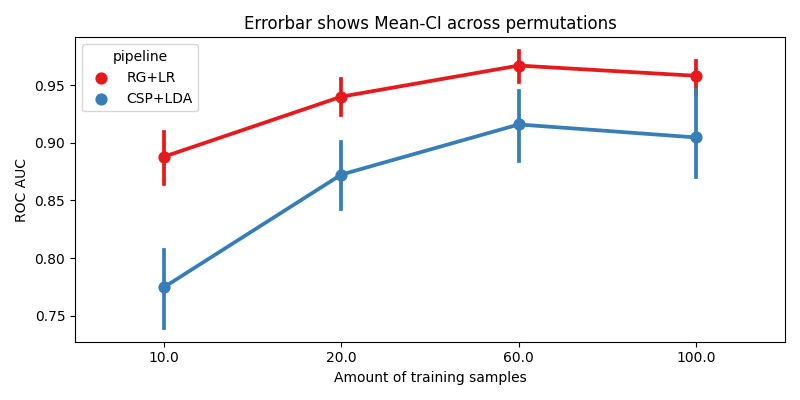 Errorbar shows Mean-CI across permutations
pipeline
RG+LR
CSP+LDA
ROC AUC
0.95
0.90
0.85
0.80
0.75
10.0
20.0
60.0
100.0
Amount of training samples